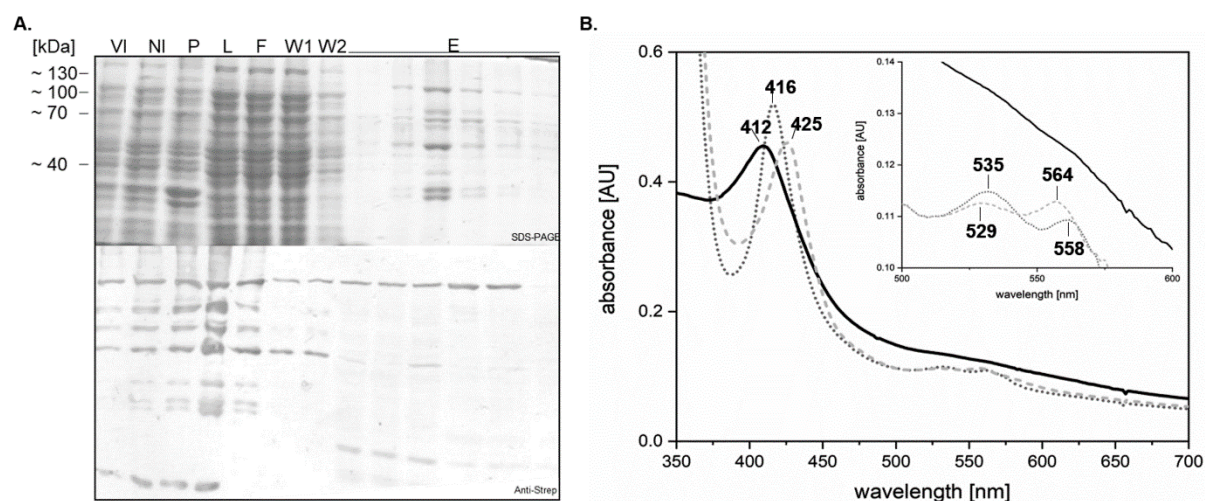 A.
[kDa] VI NI P L F W1 W2 E
~ 130
~ 100
~ 70
~ 40
SDS-PAGE
Anti-Strep
B.
absorbance [AU]
0.6
0.4
0.2
0.0
350 400 450 500 550 600 650 700
wavelength [nm]
412
416
425
absorbance [AU]
0.14
0.13
0.12
0.11
0.10
500 550 600
wavelength [nm]
535
564
529
558